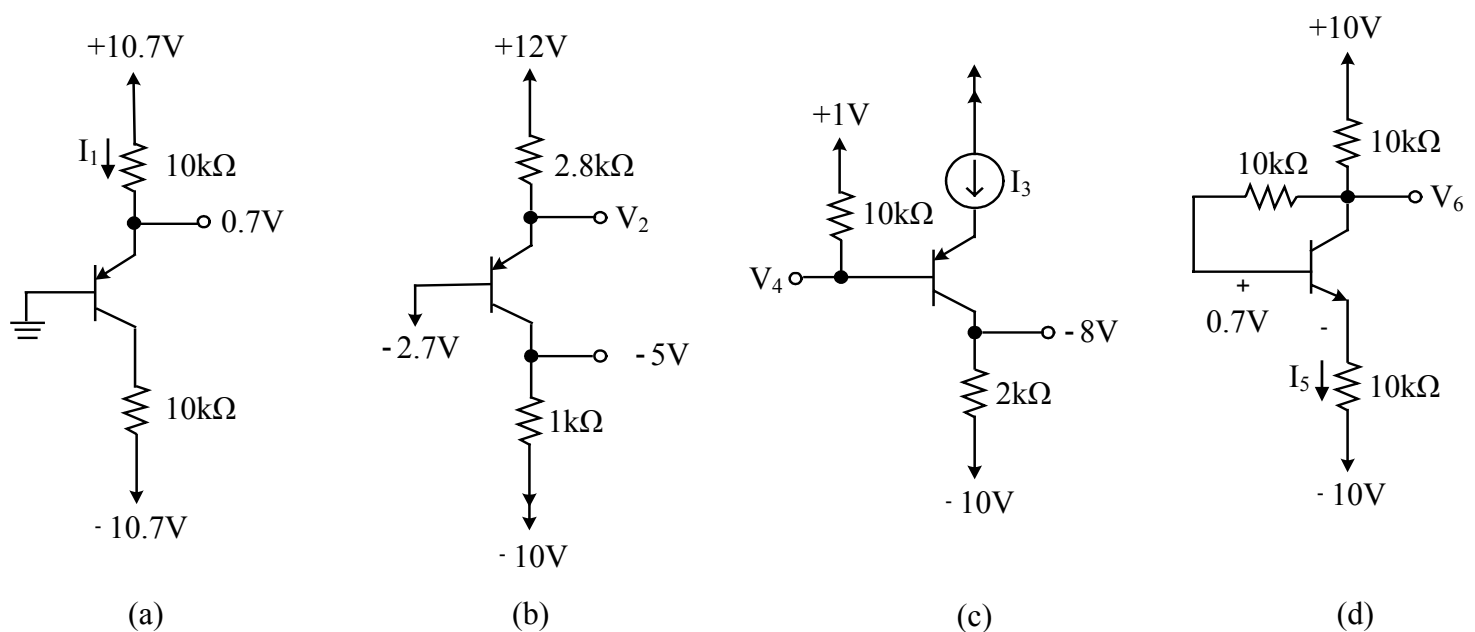 +10.7V
I₁
10kΩ
0.7V
10kΩ
- 10.7V
(a)
+12V
2.8kΩ
V₂
- 2.7V
- 5V
1kΩ
- 10V
(b)
+1V
10kΩ
I₃
V₄
- 8V
2kΩ
- 10V
(c)
+10V
10kΩ
10kΩ
V₆
+
0.7V
-
I₅
10kΩ
- 10V
(d)